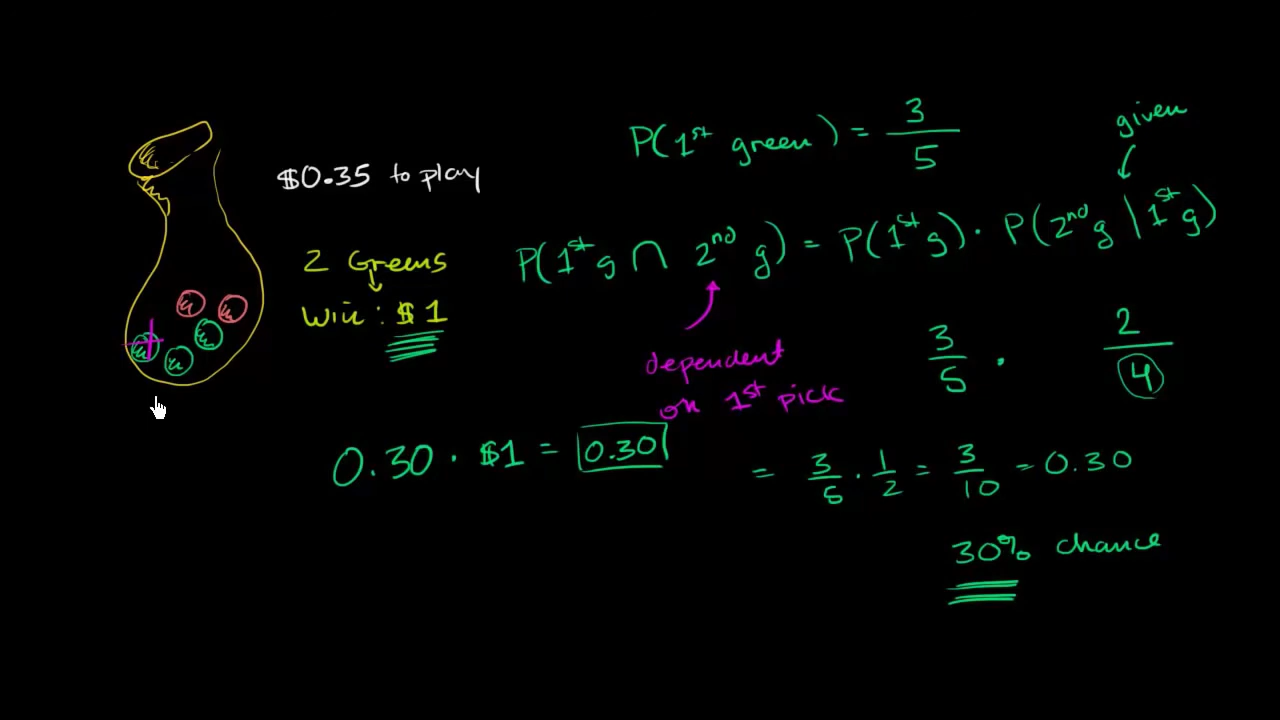 $0.35 to play
2 Greens
Win: $1
0.30 · $1 = 0.30
P(1st green) = 3/5
given
P(1st g ∩ 2nd g) = P(1st g) · P(2nd g | 1st g)
dependent
on 1st pick
3/5 · 2/4
= 3/5 · 1/2 = 3/10 = 0.30
30% chance